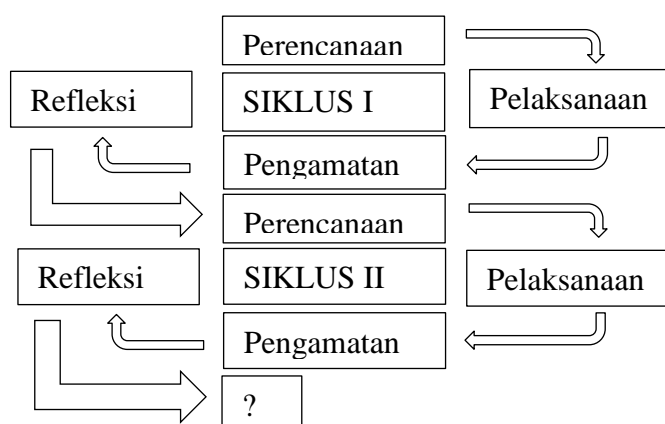 Perencanaan
Refleksi
SIKLUS I
Pelaksanaan
Pengamatan
Perencanaan
Refleksi
SIKLUS II
Pelaksanaan
Pengamatan
?